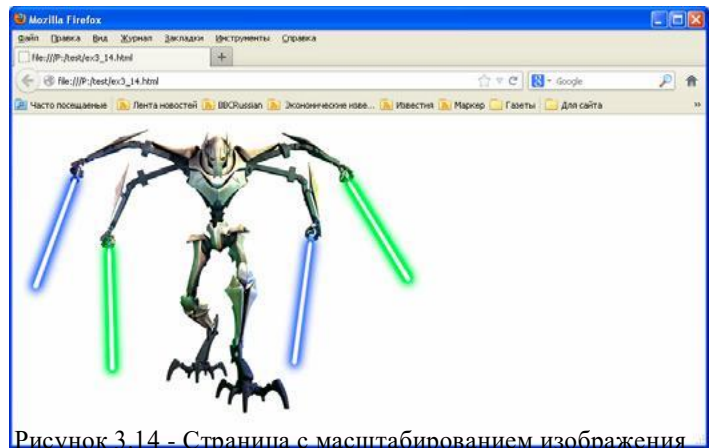 Mozilla Firefox
Файл Правка Вид Журнал Закладки Инструменты Справка
file:///P:/test/ex3_14.html +
file:///P:/test/ex3_14.html Google
Часто посещаемые Лента новостей BBCRussian Экономические нове... Известия Маркер Газеты Для сайта »
Рисунок 3.14 - Страница с масштабированием изображения